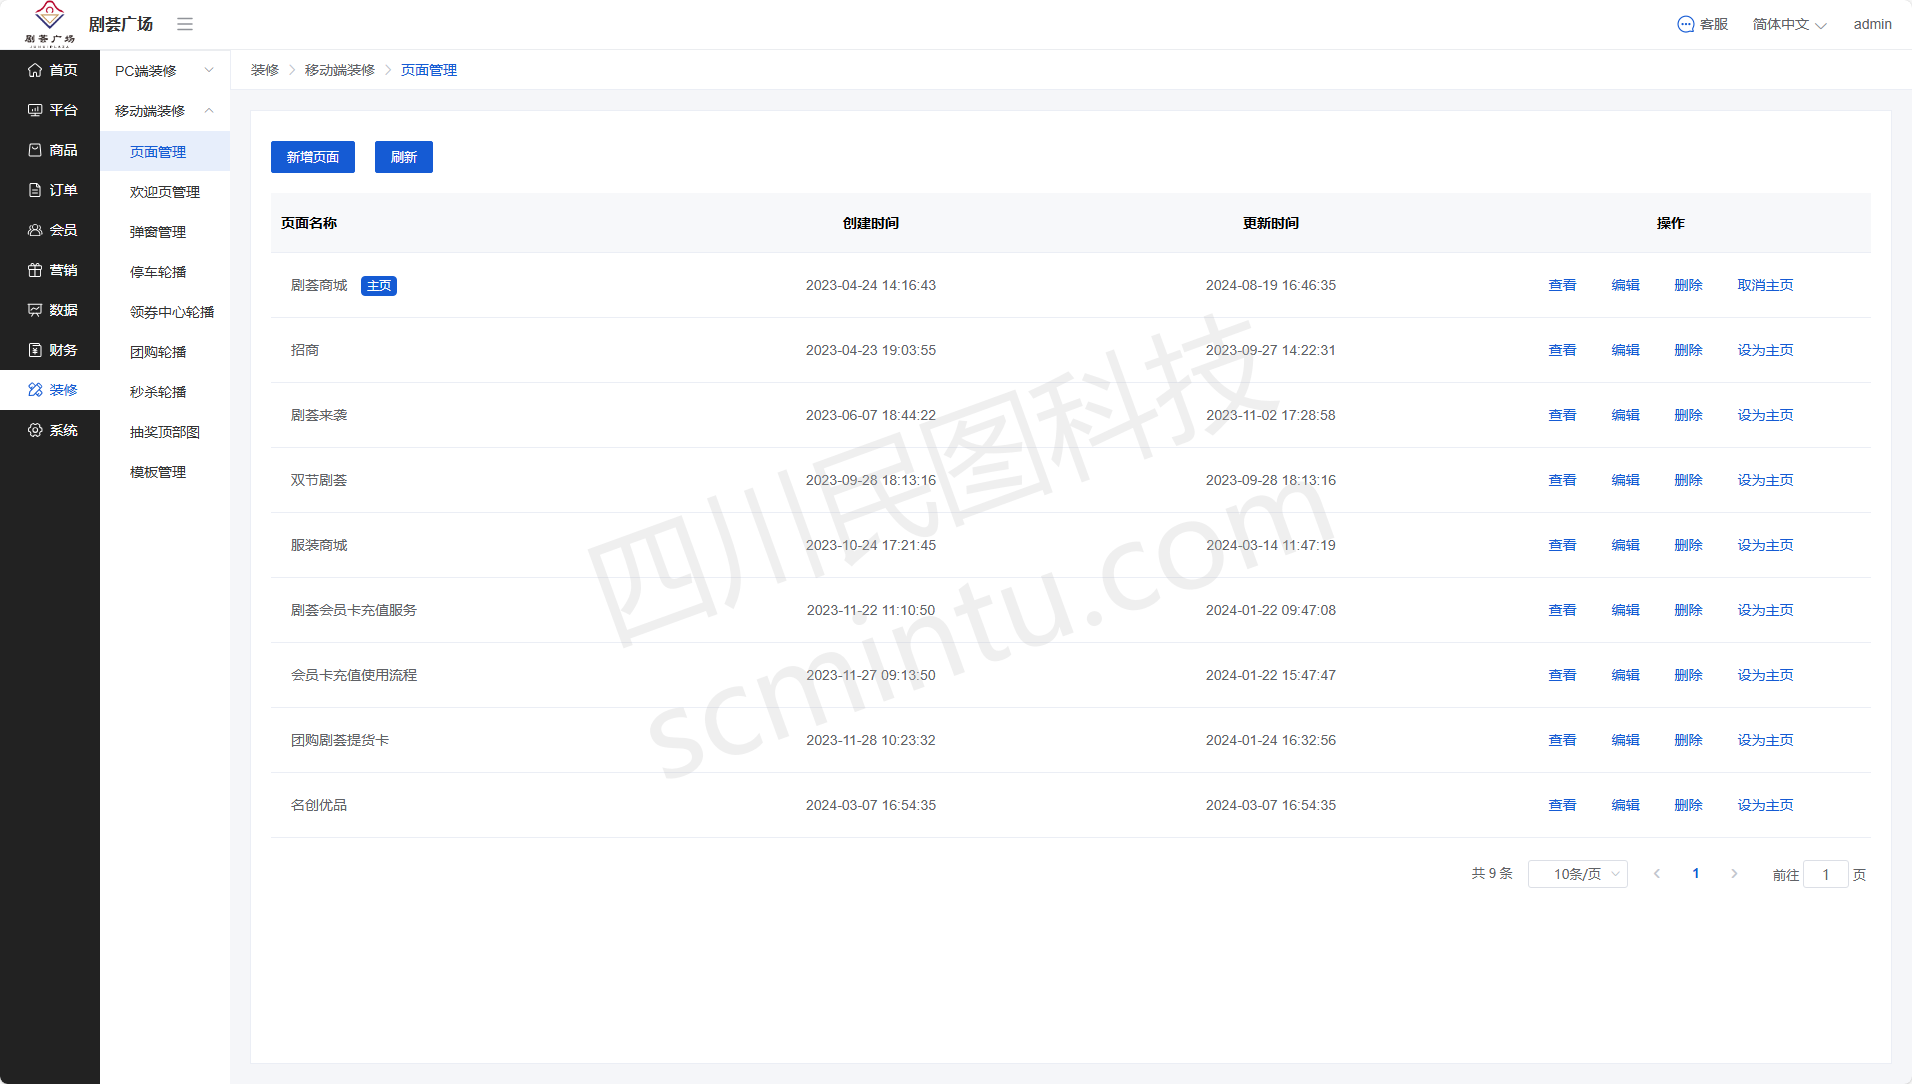 剧荟广场
剧荟广场
客服
简体中文
admin
首页
平台
商品
订单
会员
营销
数据
财务
装修
系统
PC端装修
移动端装修
页面管理
欢迎页管理
弹窗管理
停车轮播
领券中心轮播
团购轮播
秒杀轮播
抽奖顶部图
模板管理
装修 > 移动端装修 > 页面管理
新增页面 刷新
页面名称 创建时间 更新时间 操作
剧荟商城 主页 2023-04-24 14:16:43 2024-08-19 16:46:35 查看 编辑 删除 取消主页
招商 2023-04-23 19:03:55 2023-09-27 14:22:31 查看 编辑 删除 设为主页
剧荟来袭 2023-06-07 18:44:22 2023-11-02 17:28:58 查看 编辑 删除 设为主页
双节剧荟 2023-09-28 18:13:16 2023-09-28 18:13:16 查看 编辑 删除 设为主页
服装商城 2023-10-24 17:21:45 2024-03-14 11:47:19 查看 编辑 删除 设为主页
剧荟会员卡充值服务 2023-11-22 11:10:50 2024-01-22 09:47:08 查看 编辑 删除 设为主页
会员卡充值使用流程 2023-11-27 09:13:50 2024-01-22 15:47:47 查看 编辑 删除 设为主页
团购剧荟提货卡 2023-11-28 10:23:32 2024-01-24 16:32:56 查看 编辑 删除 设为主页
名创优品 2024-03-07 16:54:35 2024-03-07 16:54:35 查看 编辑 删除 设为主页
共 9 条 10条/页 < 1 > 前往 1 页
四川民图科技
scmintu.com